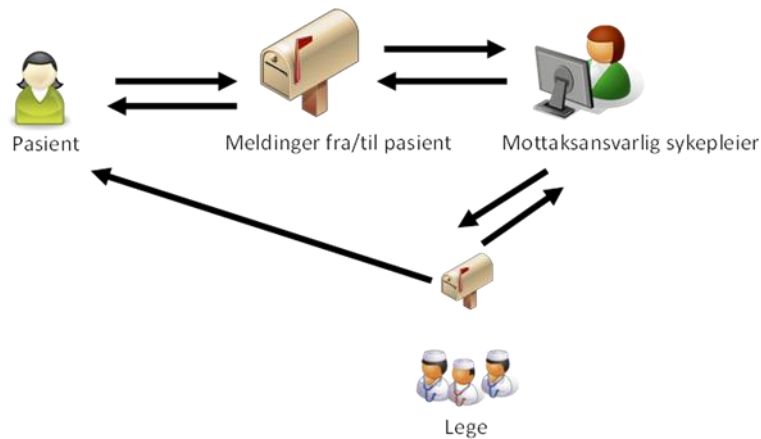 Pasient
Meldinger fra/til pasient
Mottaksansvarlig sykepleier
Lege